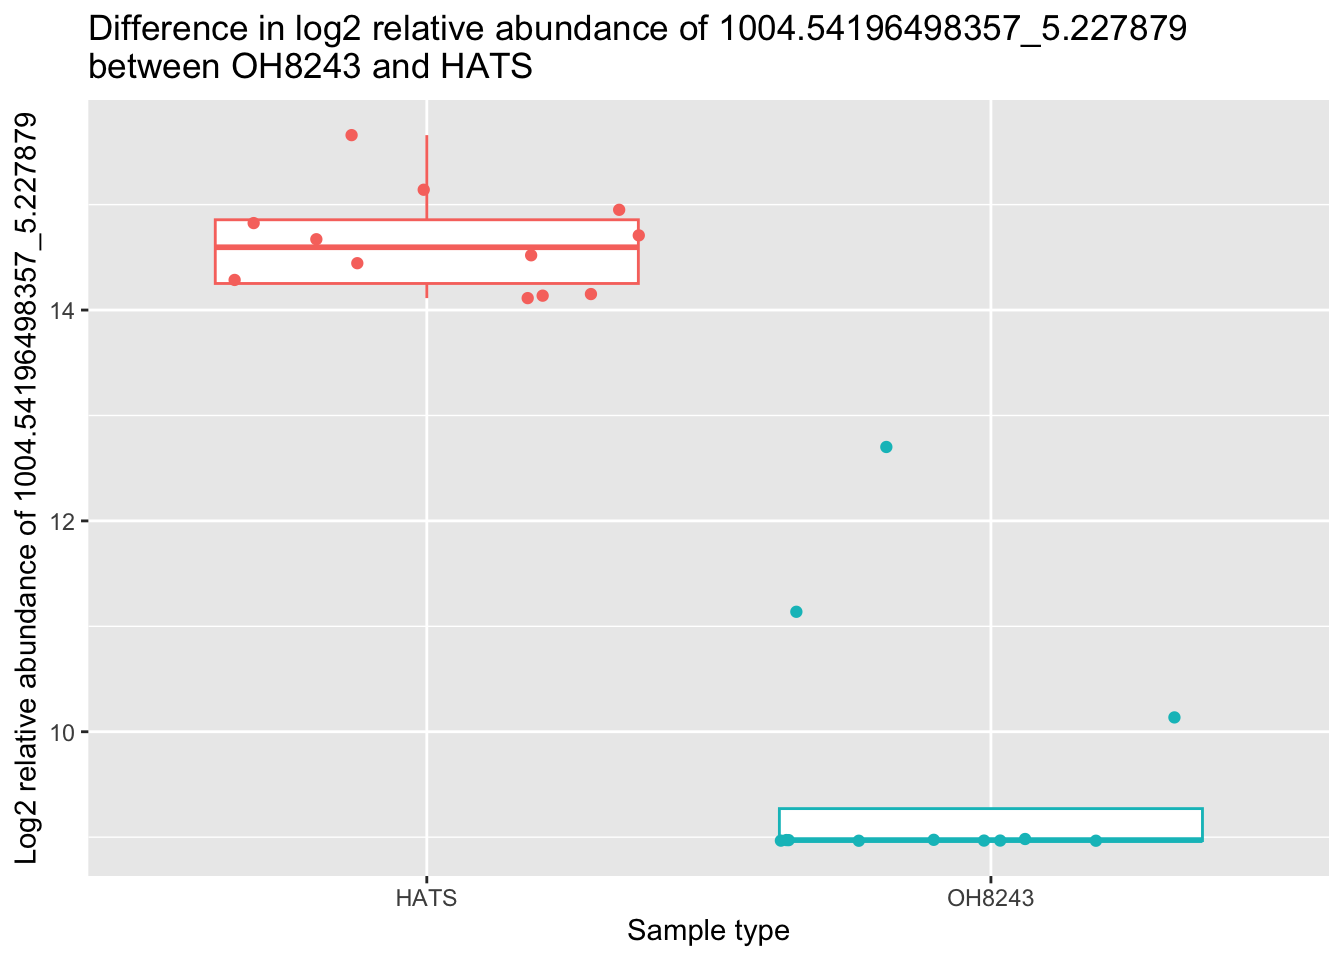 Difference in log2 relative abundance of 1004.54196498357_5.227879
between OH8243 and HATS
Log2 relative abundance of 1004.54196498357_5.227879
14
12
10
HATS
OH8243
Sample type